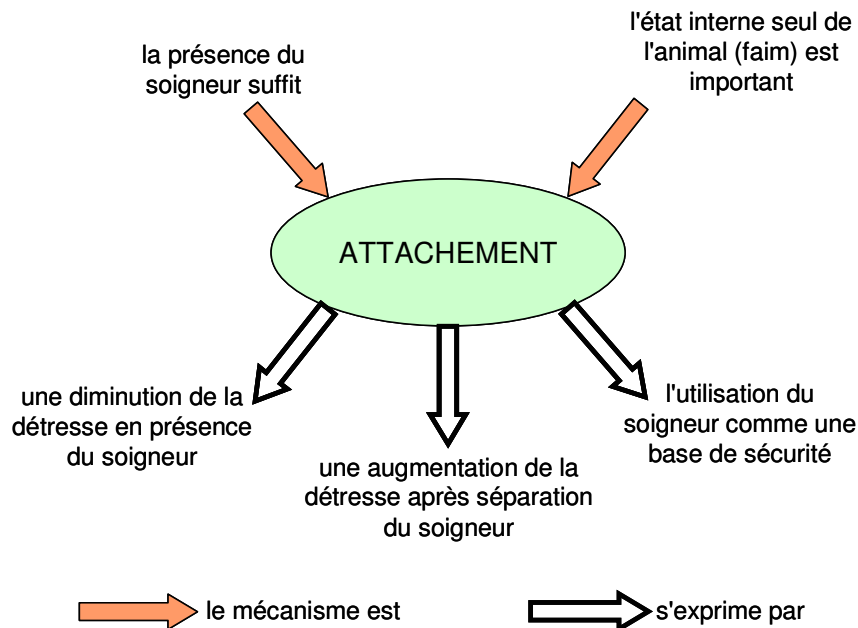 la présence du
soigneur suffit
l'état interne seul de
l'animal (faim) est
important
ATTACHEMENT
une diminution de la
détresse en présence
du soigneur
une augmentation de la
détresse après séparation
du soigneur
l'utilisation du
soigneur comme une
base de sécurité
le mécanisme est
s'exprime par